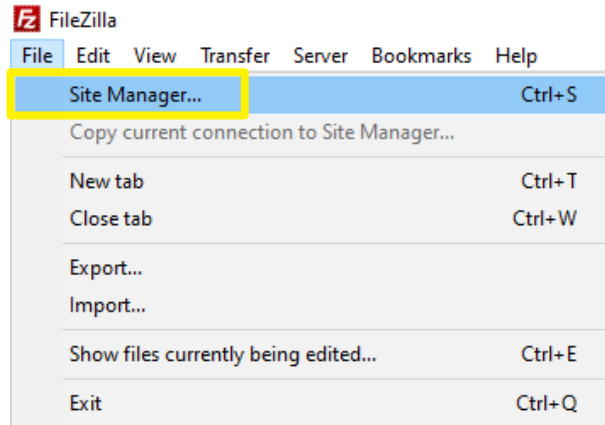 FileZilla
File Edit View Transfer Server Bookmarks Help
Site Manager... Ctrl+S
Copy current connection to Site Manager...
New tab Ctrl+T
Close tab Ctrl+W
Export...
Import...
Show files currently being edited... Ctrl+E
Exit Ctrl+Q